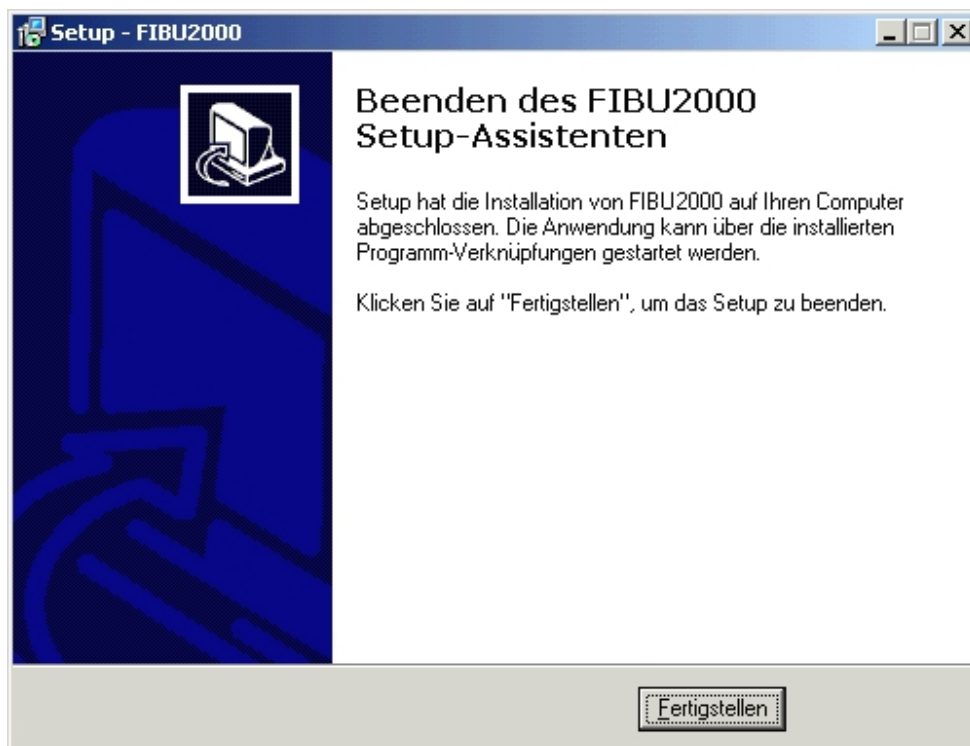 Setup - FIBU2000
Beenden des FIBU2000
Setup-Assistenten
Setup hat die Installation von FIBU2000 auf Ihren Computer
abgeschlossen. Die Anwendung kann über die installierten
Programm-Verknüpfungen gestartet werden.
Klicken Sie auf "Fertigstellen", um das Setup zu beenden.
Fertigstellen